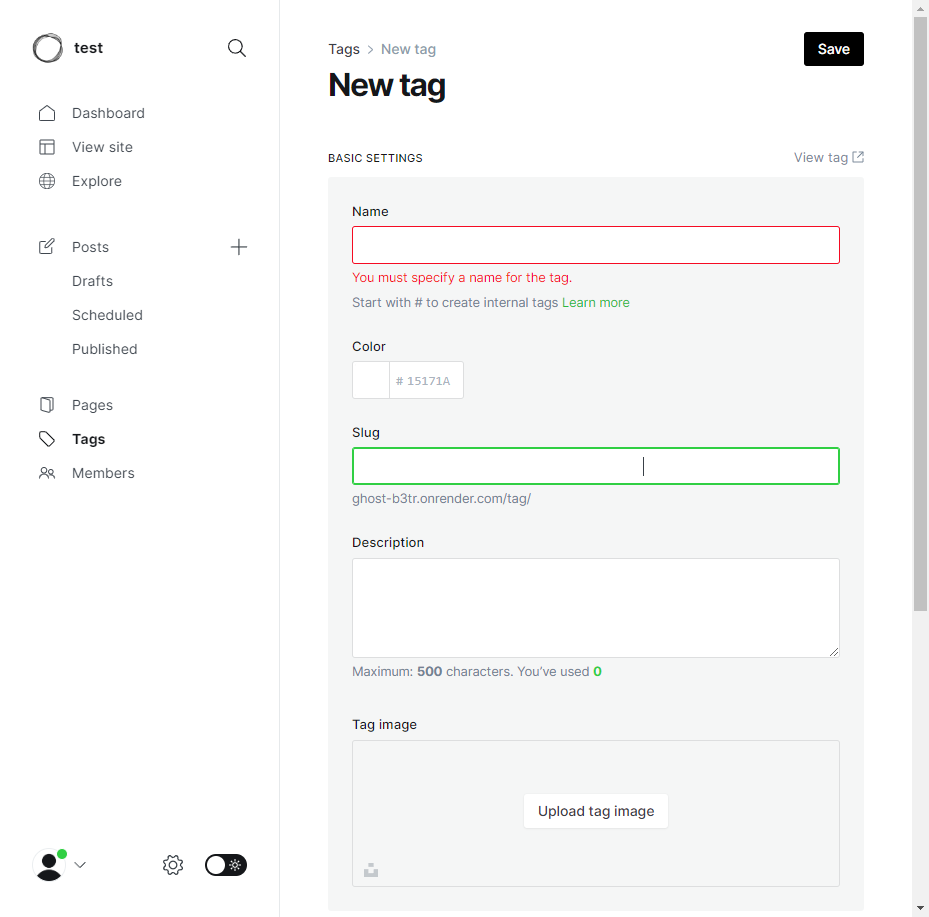 test
Dashboard
View site
Explore
Posts
Drafts
Scheduled
Published
Pages
Tags
Members
Tags > New tag
Save
New tag
BASIC SETTINGS
View tag
Name
You must specify a name for the tag.
Start with # to create internal tags Learn more
Color
# 15171A
Slug
ghost-b3tr.onrender.com/tag/
Description
Maximum: 500 characters. You've used 0
Tag image
Upload tag image